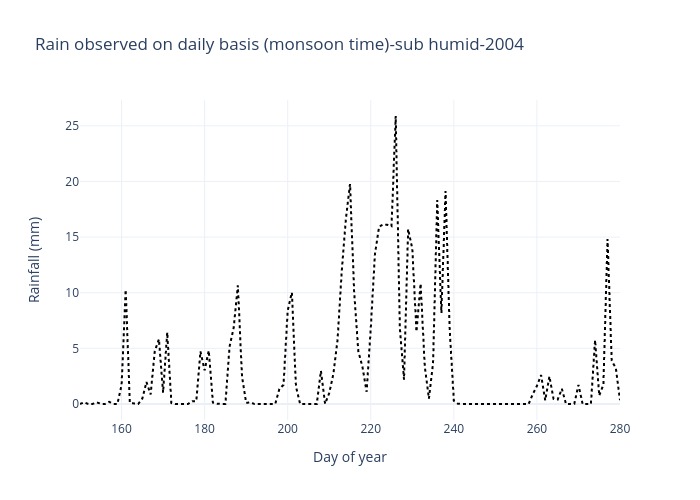 Rain observed on daily basis (monsoon time)-sub humid-2004
25
20
15
10
5
0
Rainfall (mm)
160 180 200 220 240 260 280
Day of year